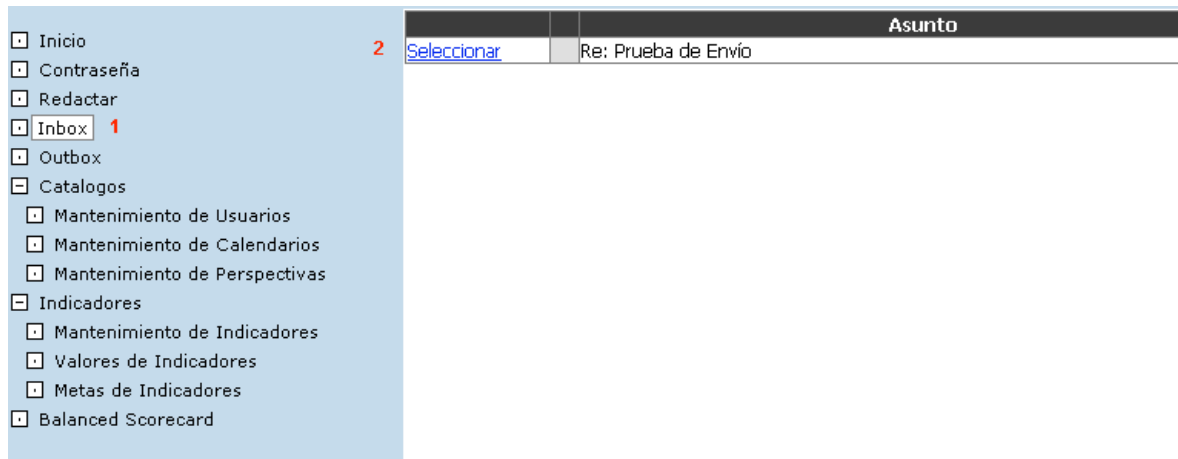 Inicio
Contraseña
Redactar
Inbox 1
Outbox
Catalogos
Mantenimiento de Usuarios
Mantenimiento de Calendarios
Mantenimiento de Perspectivas
Indicadores
Mantenimiento de Indicadores
Valores de Indicadores
Metas de Indicadores
Balanced Scorecard
Asunto
2 Seleccionar Re: Prueba de Envío